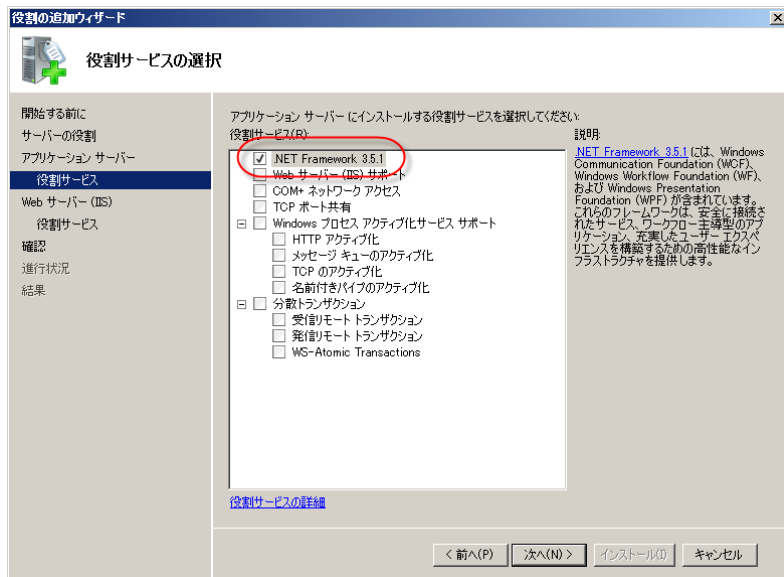 役割の追加ウィザード
役割サービスの選択
開始する前に
サーバーの役割
アプリケーション サーバー
役割サービス
Web サーバー (IIS)
役割サービス
確認
進行状況
結果
アプリケーション サーバー にインストールする役割サービスを選択してください:
役割サービス(R):
.NET Framework 3.5.1
Web サーバー (IIS) サポート
COM+ ネットワーク アクセス
TCP ポート共有
Windows プロセス アクティブ化サービス サポート
HTTP アクティブ化
メッセージ キューのアクティブ化
TCP のアクティブ化
名前付きパイプのアクティブ化
分散トランザクション
受信リモート トランザクション
発信リモート トランザクション
WS-Atomic Transactions
役割サービスの詳細
説明:
.NET Framework 3.5.1 には、Windows
Communication Foundation (WCF)、
Windows Workflow Foundation (WF)、
および Windows Presentation
Foundation (WPF) が含まれています。
これらのフレームワークは、安全に接続さ
れたサービス、ワークフロー主導型のアプ
リケーション、充実したユーザー エクスペ
リエンスを構築するための高性能なイン
フラストラクチャを提供します。
< 前へ(P)
次へ(N) >
インストール(I)
キャンセル